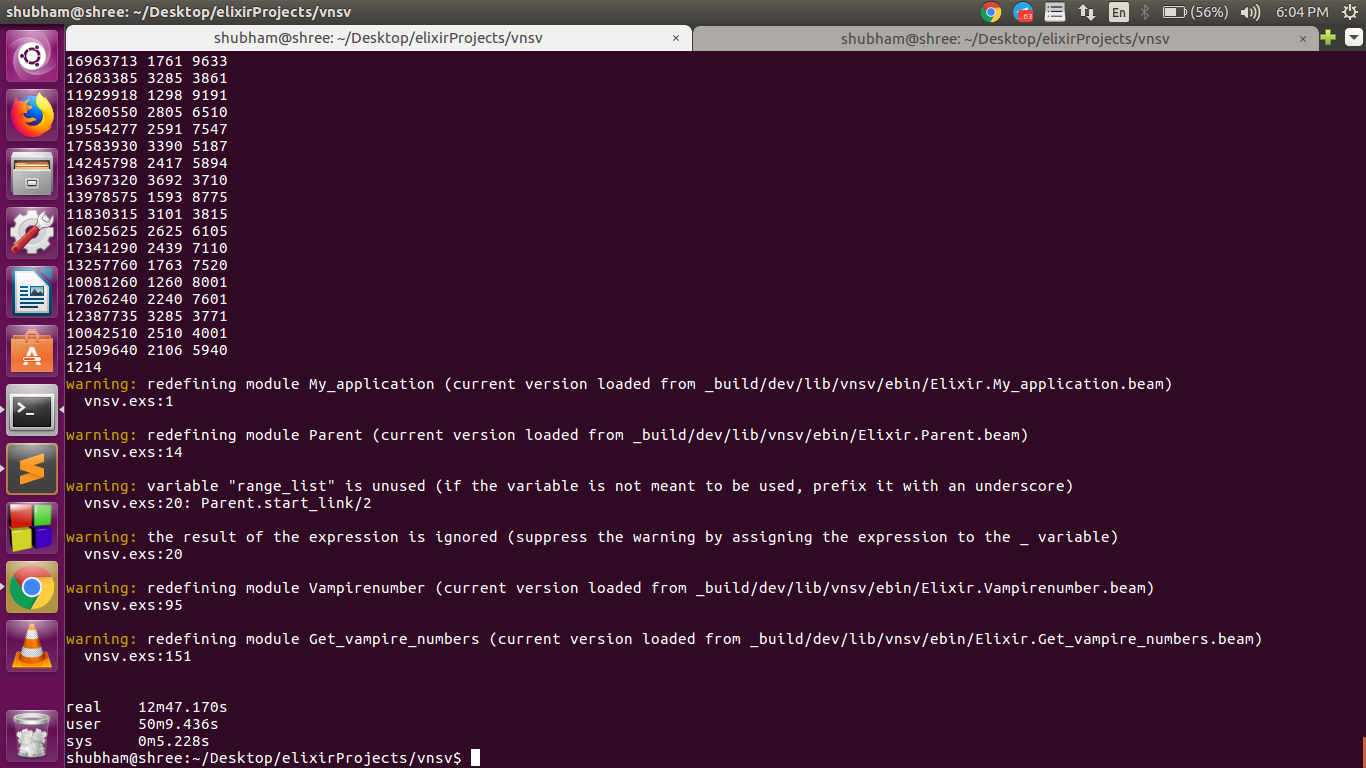 shubham@shree: ~/Desktop/elixirProjects/vnsv
.63
En
(56%)
6:04 PM
shubham@shree: ~/Desktop/elixirProjects/vnsv ×
shubham@shree: ~/Desktop/elixirProjects/vnsv ×
16963713 1761 9633
12683385 3285 3861
11929918 1298 9191
18260550 2805 6510
19554277 2591 7547
17583930 3390 5187
14245798 2417 5894
13697320 3692 3710
13978575 1593 8775
11830315 3101 3815
16025625 2625 6105
17341290 2439 7110
13257760 1763 7520
10081260 1260 8001
17026240 2240 7601
12387735 3285 3771
10042510 2510 4001
12509640 2106 5940
1214
warning: redefining module My_application (current version loaded from _build/dev/lib/vnsv/ebin/Elixir.My_application.beam)
  vnsv.exs:1
warning: redefining module Parent (current version loaded from _build/dev/lib/vnsv/ebin/Elixir.Parent.beam)
  vnsv.exs:14
warning: variable "range_list" is unused (if the variable is not meant to be used, prefix it with an underscore)
  vnsv.exs:20: Parent.start_link/2
warning: the result of the expression is ignored (suppress the warning by assigning the expression to the _ variable)
  vnsv.exs:20
warning: redefining module Vampirenumber (current version loaded from _build/dev/lib/vnsv/ebin/Elixir.Vampirenumber.beam)
  vnsv.exs:95
warning: redefining module Get_vampire_numbers (current version loaded from _build/dev/lib/vnsv/ebin/Elixir.Get_vampire_numbers.beam)
  vnsv.exs:151
real    12m47.170s
user    50m9.436s
sys     0m5.228s
shubham@shree:~/Desktop/elixirProjects/vnsv$